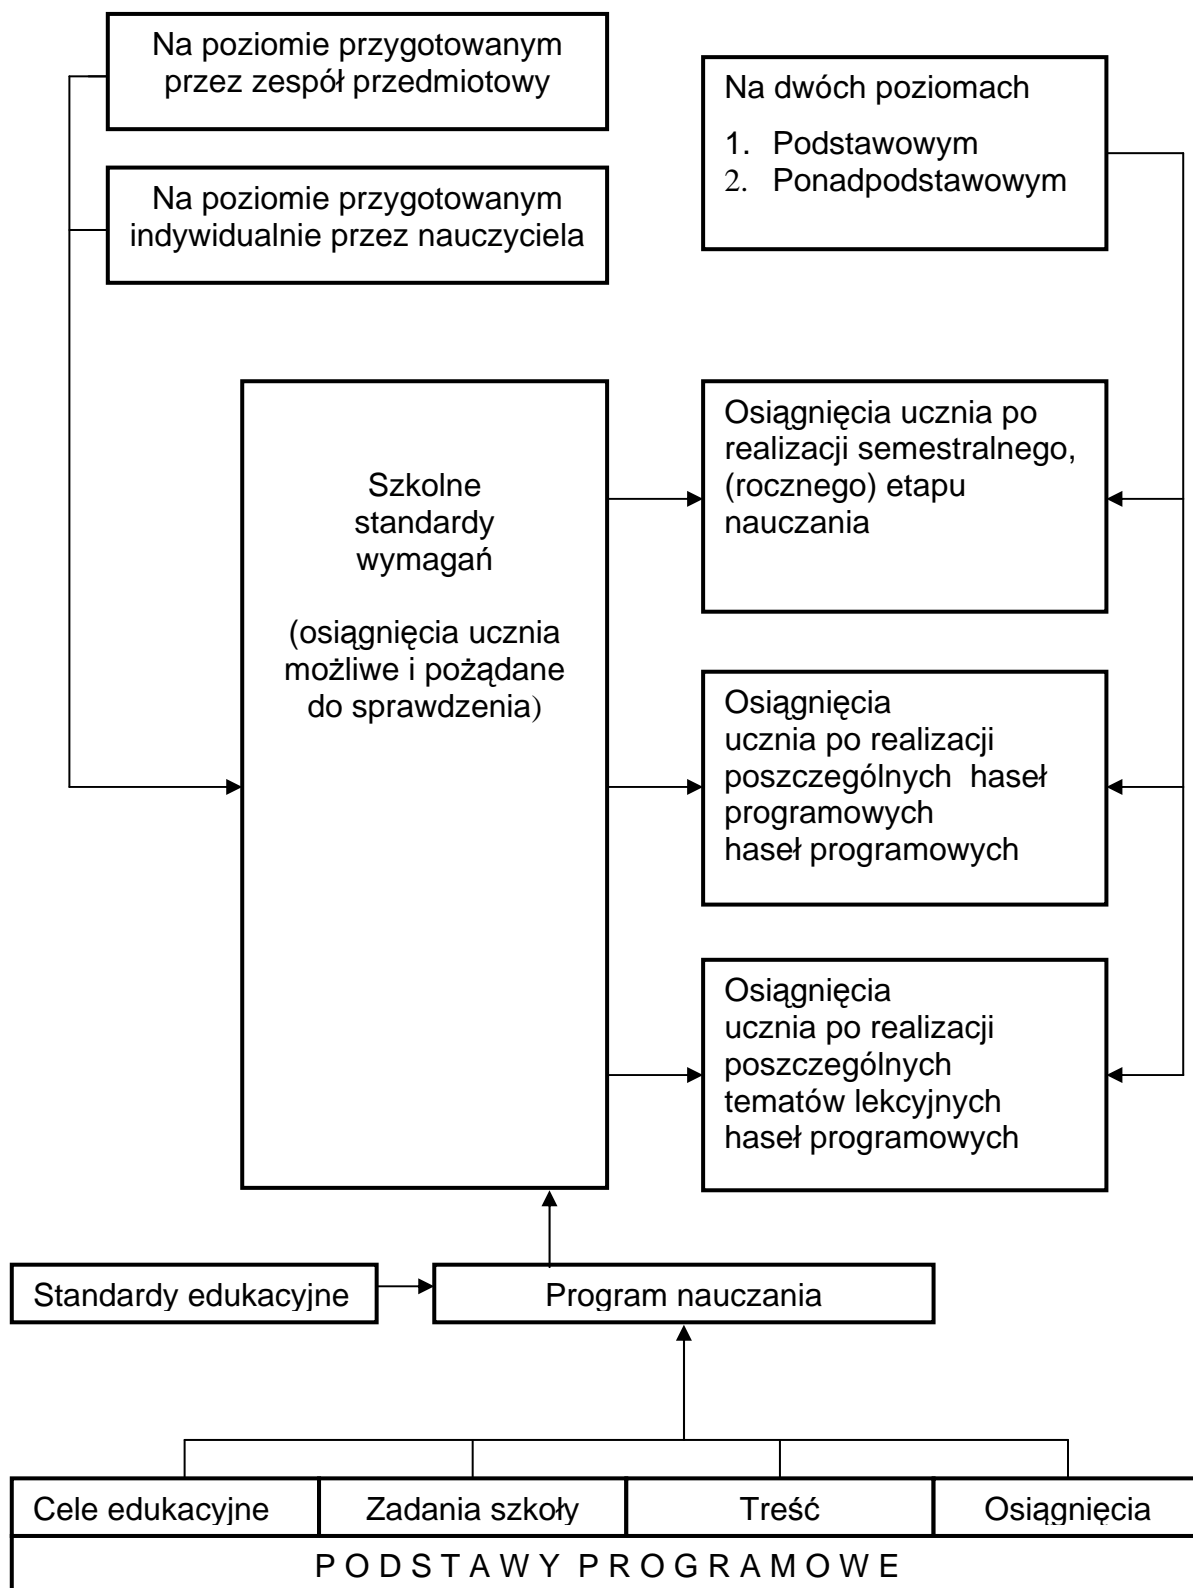 Na poziomie przygotowanym
przez zespół przedmiotowy
Na dwóch poziomach
1. Podstawowym
2. Ponadpodstawowym
Na poziomie przygotowanym
indywidualnie przez nauczyciela
Szkolne
standardy
wymagań
(osiągnięcia ucznia
możliwe i pożądane
do sprawdzenia)
Osiągnięcia ucznia po
realizacji semestralnego,
(rocznego) etapu
nauczania
Osiągnięcia
ucznia po realizacji
poszczególnych haseł
programowych
haseł programowych
Osiągnięcia
ucznia po realizacji
poszczególnych
tematów lekcyjnych
haseł programowych
Standardy edukacyjne
Program nauczania
Cele edukacyjne
Zadania szkoły
Treść
Osiągnięcia
P O D S T A W Y P R O G R A M O W E